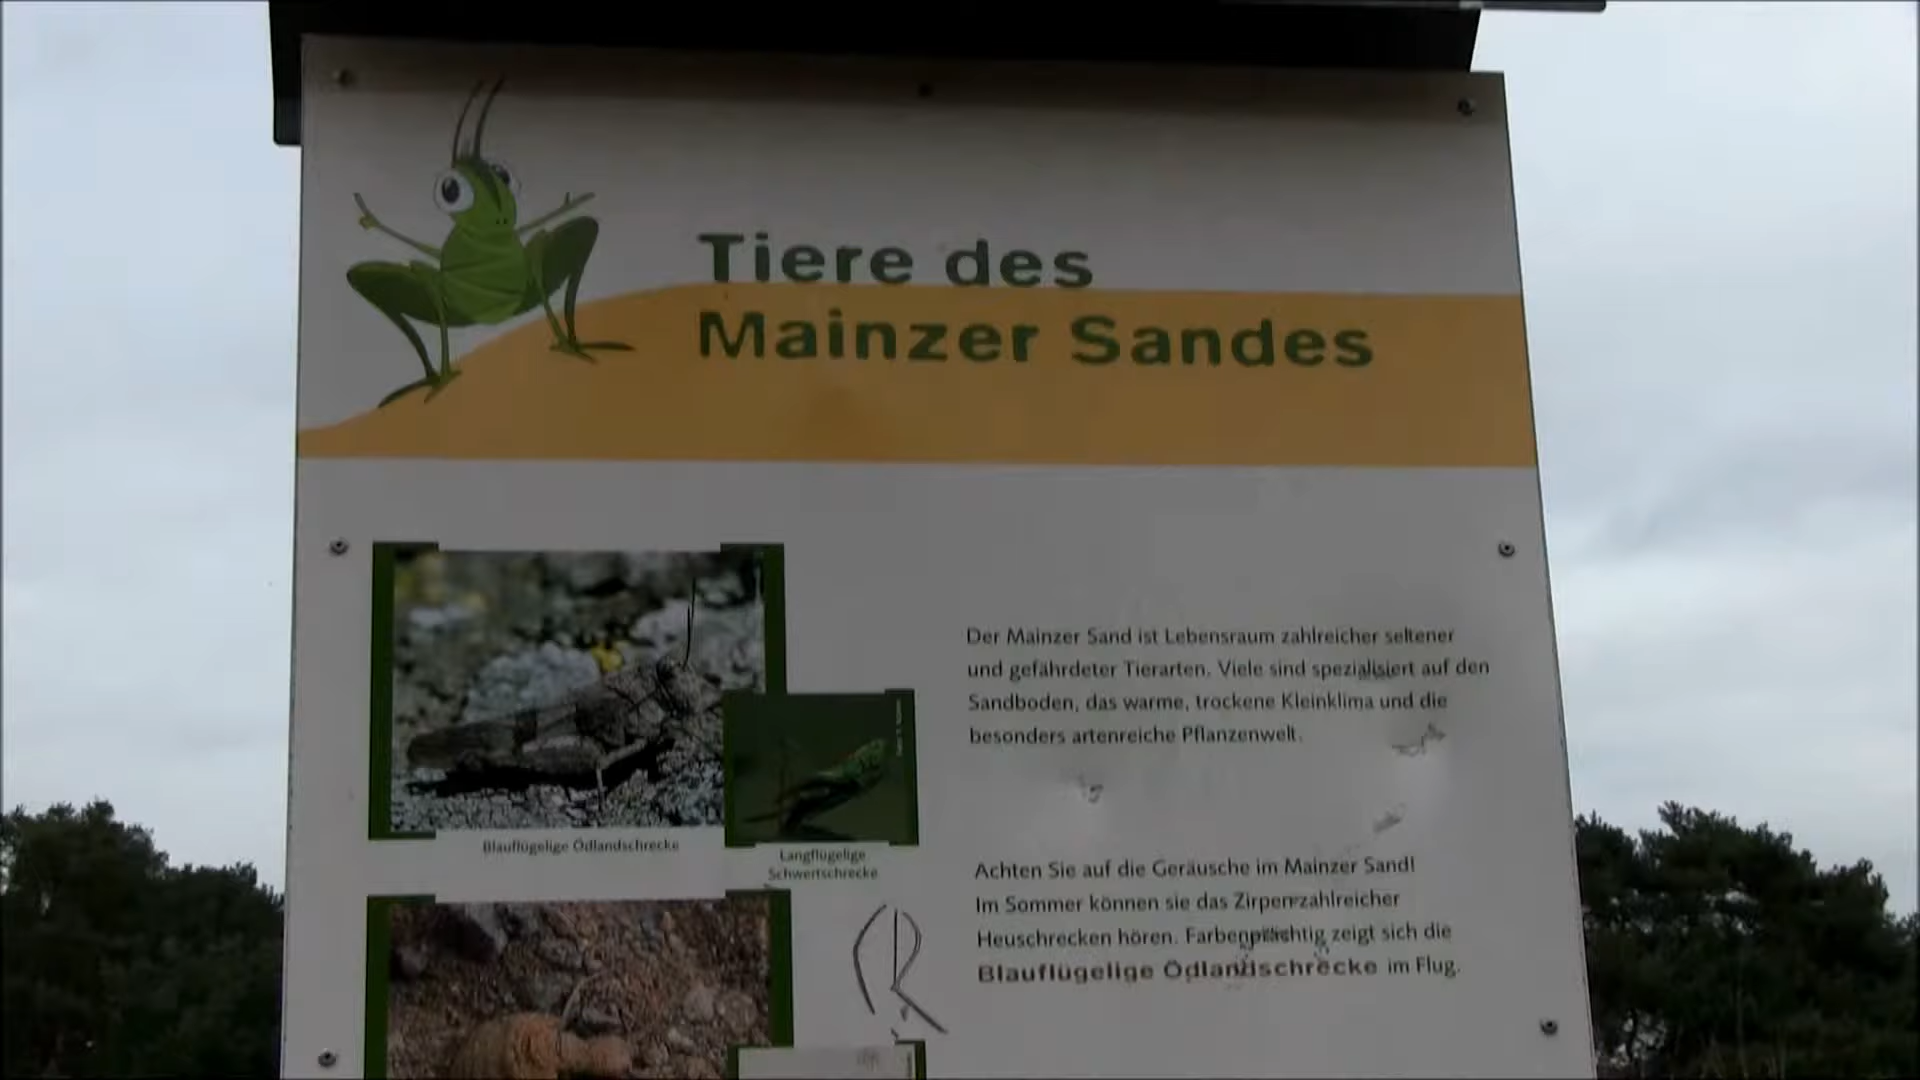 Tiere des
Mainzer Sandes
Der Mainzer Sand ist Lebensraum zahlreicher seltener
und gefährdeter Tierarten. Viele sind spezialisiert auf den
Sandboden, das warme, trockene Kleinklima und die
besonders artenreiche Pflanzenwelt.
Blauflügelige Ödlandschrecke
Langflügelige
Schwertschrecke
Achten Sie auf die Geräusche im Mainzer Sand!
Im Sommer können sie das Zirpen zahlreicher
Heuschrecken hören. Farbenprächtig zeigt sich die
Blauflügelige Ödlandschrecke im Flug.